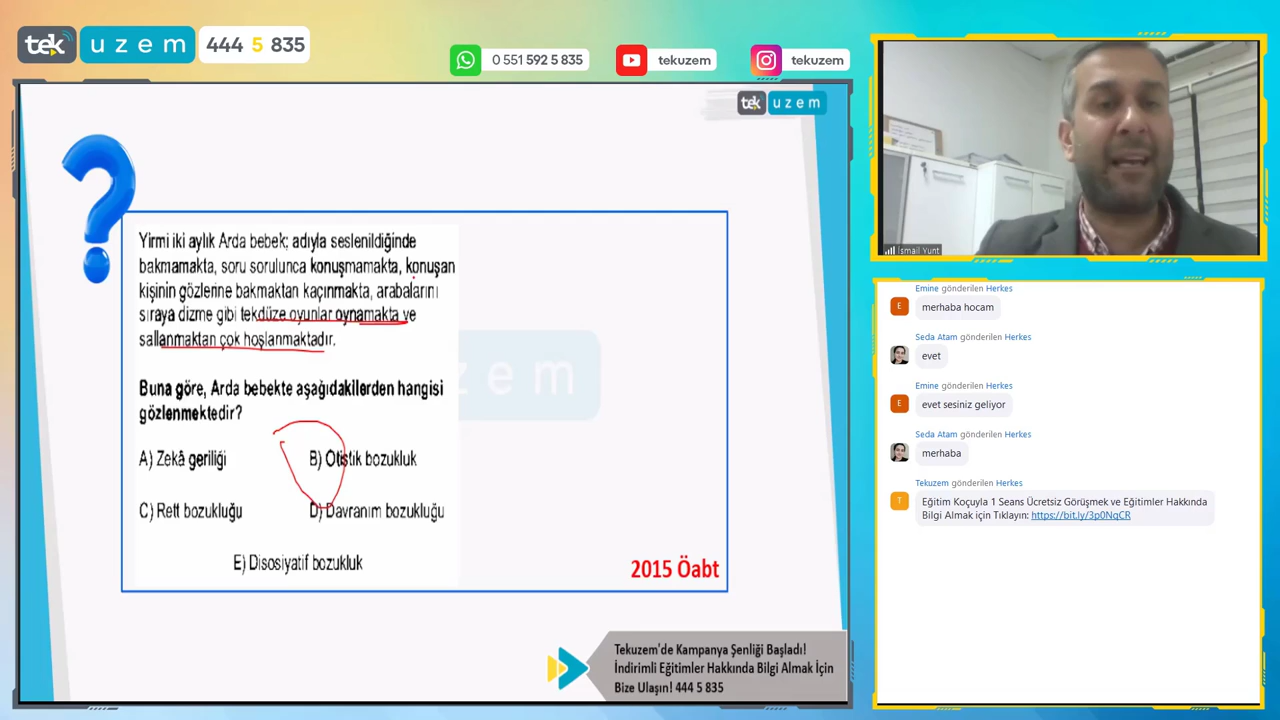 tek uzem 444 5 835
0 551 592 5 835
tekuzem
tekuzem
tek uzem
?
Yirmi iki aylık Arda bebek; adıyla seslenildiğinde
bakmamakta, soru sorulunca konuşmamakta, konuşan
kişinin gözlerine bakmaktan kaçınmakta, arabalarını
sıraya dizme gibi tekdüze oyunlar oynamakta ve
sallanmaktan çok hoşlanmaktadır.
Buna göre, Arda bebekte aşağıdakilerden hangisi
gözlenmektedir?
A) Zekâ geriliği
B) Otistik bozukluk
C) Rett bozukluğu
D) Davranım bozukluğu
E) Disosiyatif bozukluk
2015 Öabt
zem
Tekuzem'de Kampanya Şenliği Başladı!
İndirimli Eğitimler Hakkında Bilgi Almak İçin
Bize Ulaşın! 444 5 835
İsmail Yunt
Emine gönderilen Herkes
E
merhaba hocam
Seda Atam gönderilen Herkes
evet
Emine gönderilen Herkes
E
evet sesiniz geliyor
Seda Atam gönderilen Herkes
merhaba
Tekuzem gönderilen Herkes
T
Eğitim Koçuyla 1 Seans Ücretsiz Görüşmek ve Eğitimler Hakkında
Bilgi Almak için Tıklayın: https://bit.ly/3p0NqCR